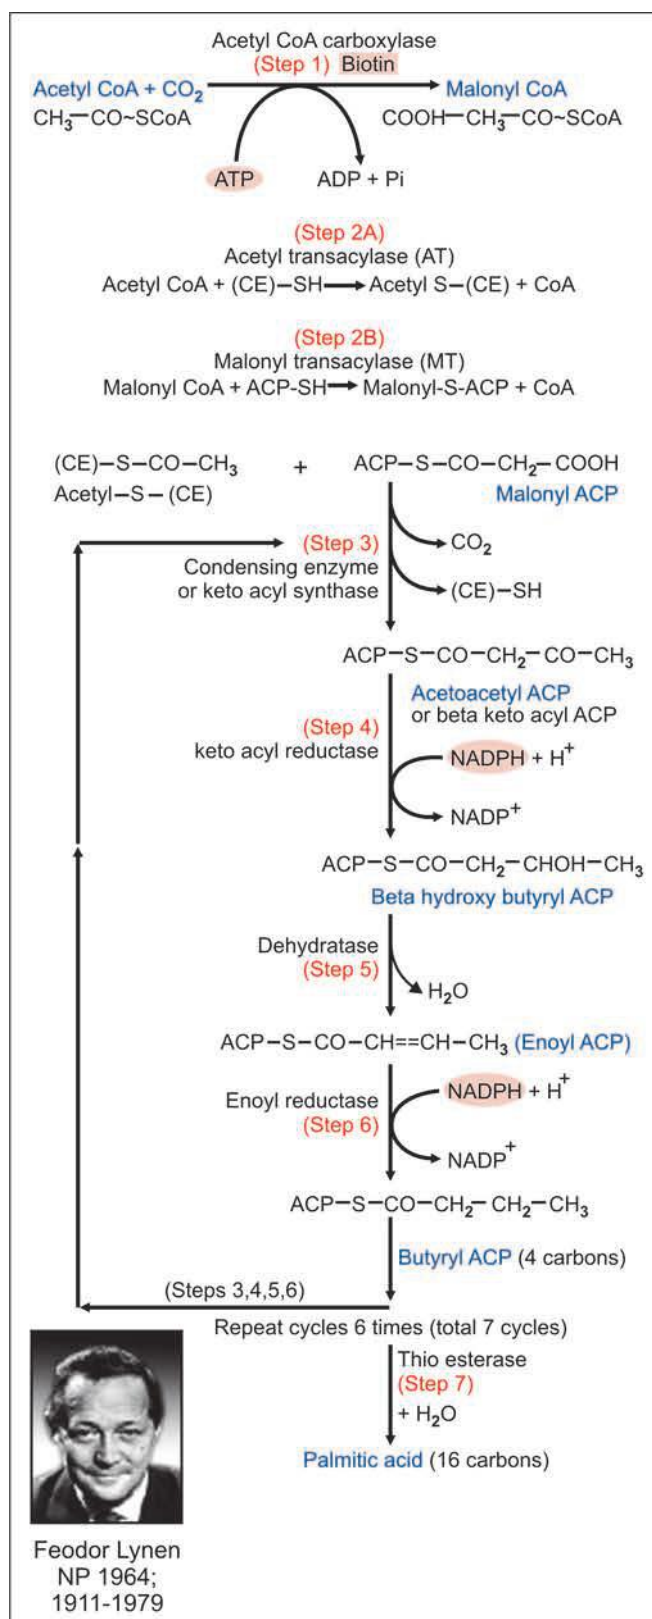 Acetyl CoA carboxylase
(Step 1) Biotin
Acetyl CoA + CO₂ Malonyl CoA
CH₃—CO~SCoA COOH—CH₃—CO~SCoA
ATP ADP + Pi
(Step 2A)
Acetyl transacylase (AT)
Acetyl CoA + (CE)—SH Acetyl S—(CE) + CoA
(Step 2B)
Malonyl transacylase (MT)
Malonyl CoA + ACP-SH Malonyl-S-ACP + CoA
(CE)—S—CO—CH₃ + ACP—S—CO—CH₂—COOH
Acetyl—S—(CE) Malonyl ACP
(Step 3) CO₂
Condensing enzyme
or keto acyl synthase (CE)—SH
ACP—S—CO—CH₂—CO—CH₃
Acetoacetyl ACP
or beta keto acyl ACP
(Step 4)
keto acyl reductase NADPH + H⁺
NADP⁺
ACP—S—CO—CH₂—CHOH—CH₃
Beta hydroxy butyryl ACP
Dehydratase
(Step 5)
H₂O
ACP—S—CO—CH==CH—CH₃ (Enoyl ACP)
Enoyl reductase NADPH + H⁺
(Step 6)
NADP⁺
ACP—S—CO—CH₂—CH₂—CH₃
Butyryl ACP (4 carbons)
(Steps 3,4,5,6)
Repeat cycles 6 times (total 7 cycles)
Thio esterase
(Step 7)
+ H₂O
Palmitic acid (16 carbons)
Feodor Lynen
NP 1964;
1911-1979